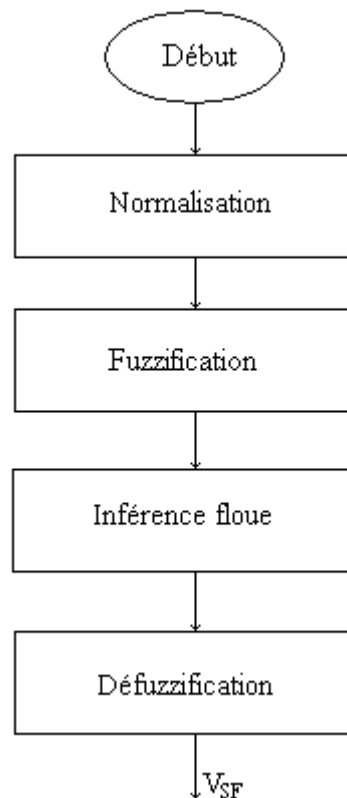 Début
Normalisation
Fuzzification
Inférence floue
Défuzzification
V_SF